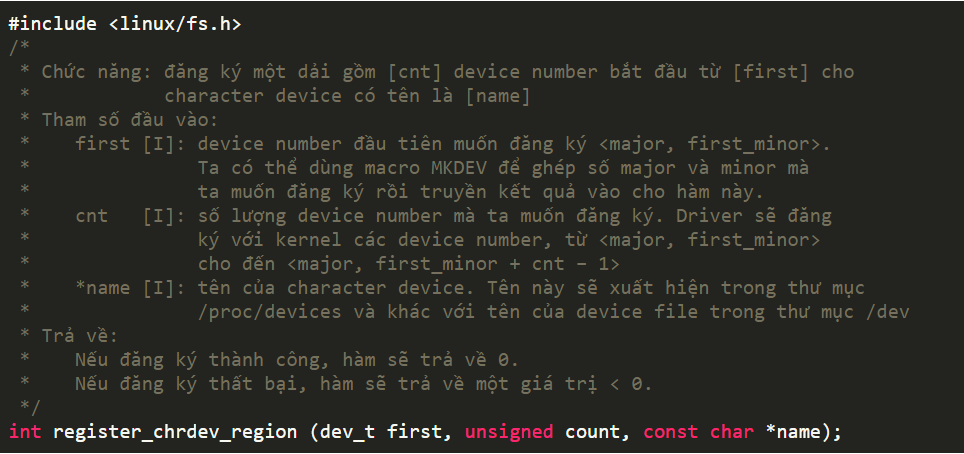 #include <linux/fs.h>
/*
 * Chức năng: đăng ký một dải gồm [cnt] device number bắt đầu từ [first] cho
 *            character device có tên là [name]
 * Tham số đầu vào:
 *    first [I]: device number đầu tiên muốn đăng ký <major, first_minor>.
 *               Ta có thể dùng macro MKDEV để ghép số major và minor mà
 *               ta muốn đăng ký rồi truyền kết quả vào cho hàm này.
 *    cnt   [I]: số lượng device number mà ta muốn đăng ký. Driver sẽ đăng
 *               ký với kernel các device number, từ <major, first_minor>
 *               cho đến <major, first_minor + cnt – 1>
 *    *name [I]: tên của character device. Tên này sẽ xuất hiện trong thư mục
 *               /proc/devices và khác với tên của device file trong thư mục /dev
 * Trả về:
 *    Nếu đăng ký thành công, hàm sẽ trả về 0.
 *    Nếu đăng ký thất bại, hàm sẽ trả về một giá trị < 0.
 */
int register_chrdev_region (dev_t first, unsigned count, const char *name);